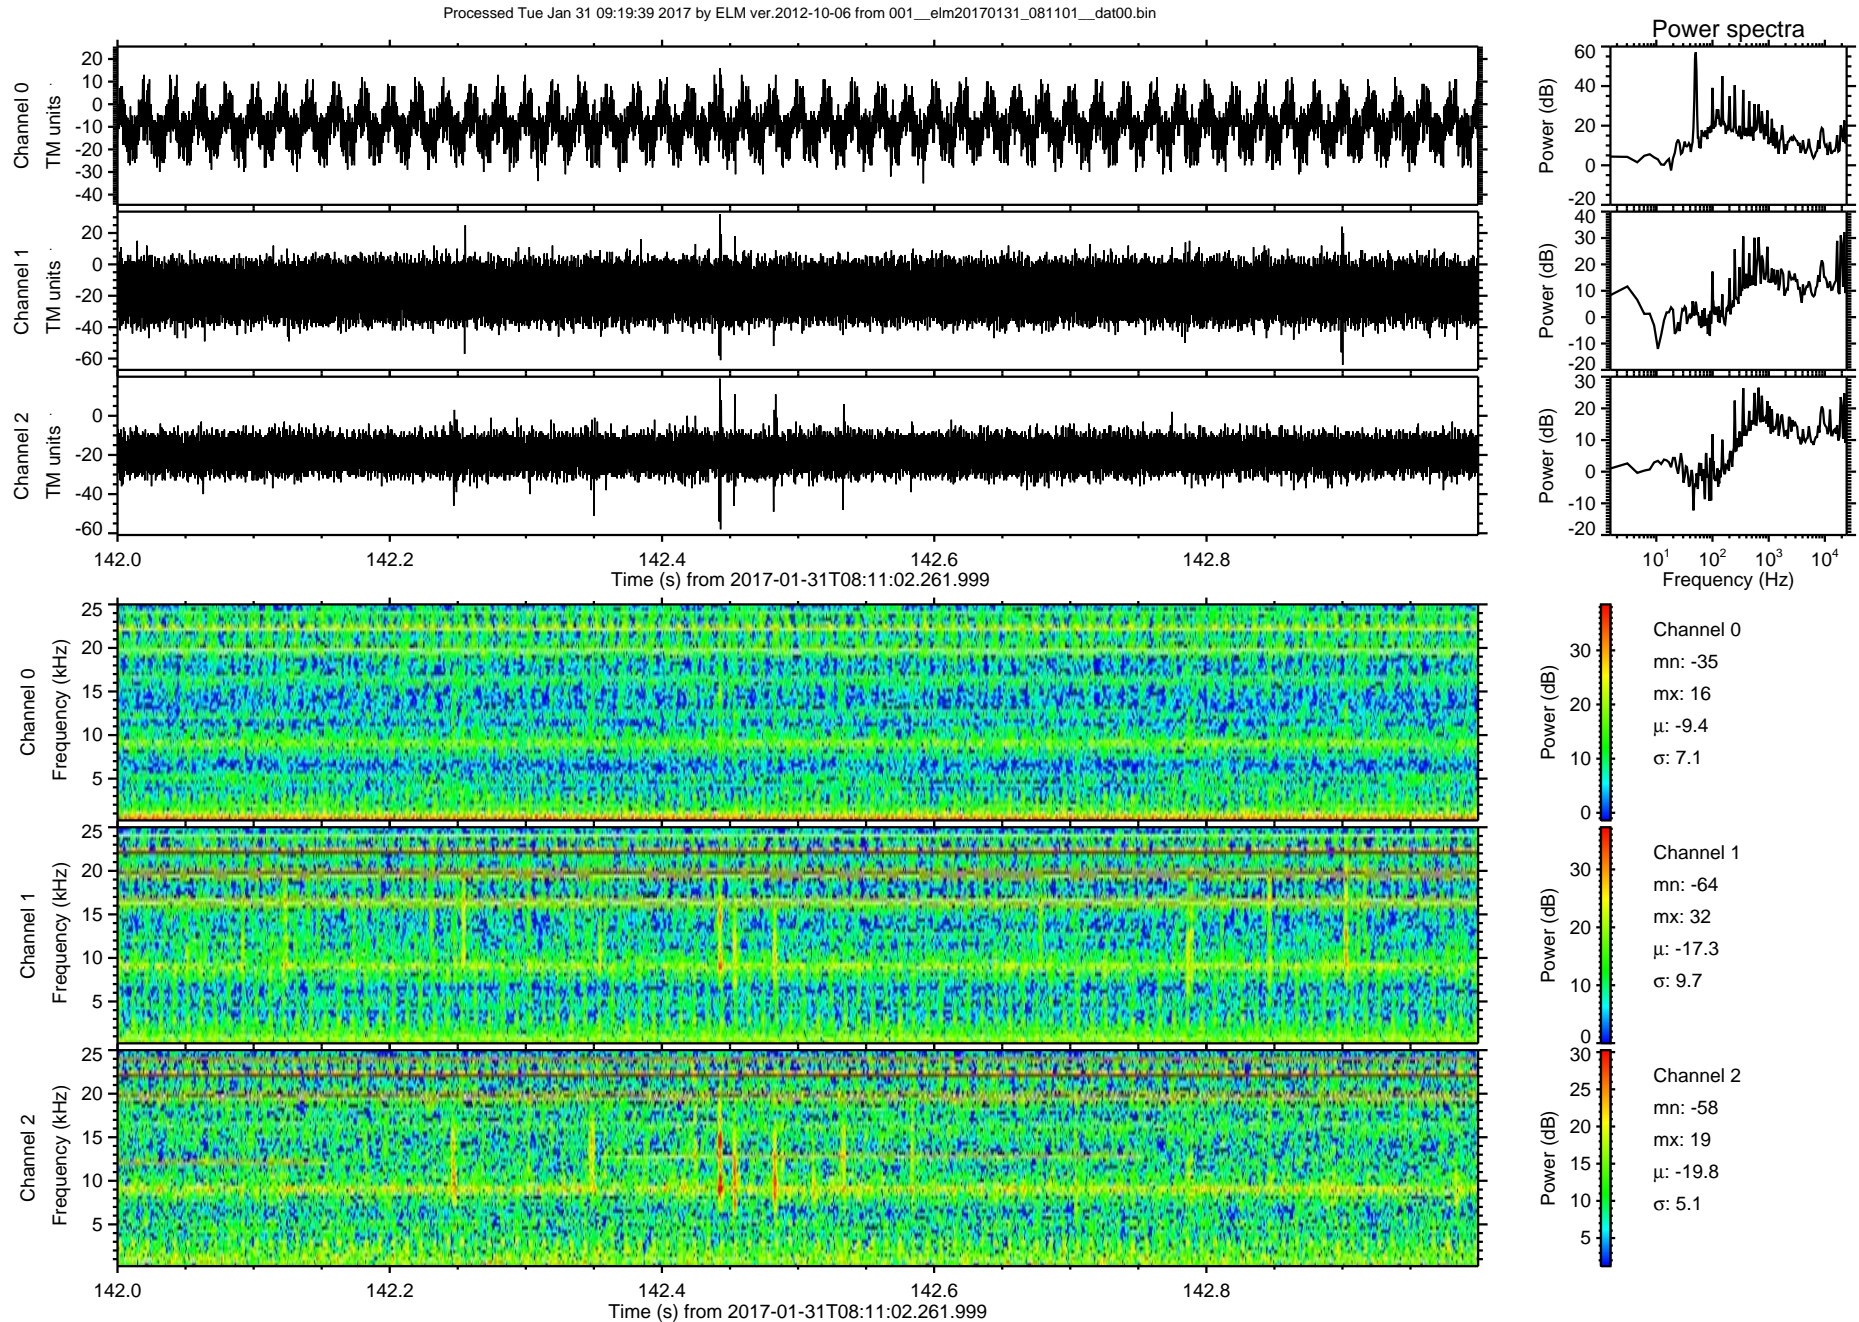 Processed Tue Jan 31 09:19:39 2017 by ELM ver.2012-10-06 from 001__elm20170131_081101__dat00.bin
Power spectra
Channel 0
TM units
20
10
0
-10
-20
-30
-40
Power (dB)
60
40
20
0
-20
Channel 1
TM units
20
0
-20
-40
-60
Power (dB)
40
30
20
10
0
-10
-20
Channel 2
TM units
0
-20
-40
-60
Power (dB)
30
20
10
0
-10
-20
142.0 142.2 142.4 142.6 142.8
Time (s) from 2017-01-31T08:11:02.261.999
10¹ 10² 10³ 10⁴
Frequency (Hz)
Channel 0
Frequency (kHz)
25
20
15
10
5
Power (dB)
30
20
10
0
Channel 0
mn: -35
mx: 16
μ: -9.4
σ: 7.1
Channel 1
Frequency (kHz)
25
20
15
10
5
Power (dB)
30
20
10
0
Channel 1
mn: -64
mx: 32
μ: -17.3
σ: 9.7
Channel 2
Frequency (kHz)
25
20
15
10
5
Power (dB)
30
25
20
15
10
5
Channel 2
mn: -58
mx: 19
μ: -19.8
σ: 5.1
142.0 142.2 142.4 142.6 142.8
Time (s) from 2017-01-31T08:11:02.261.999